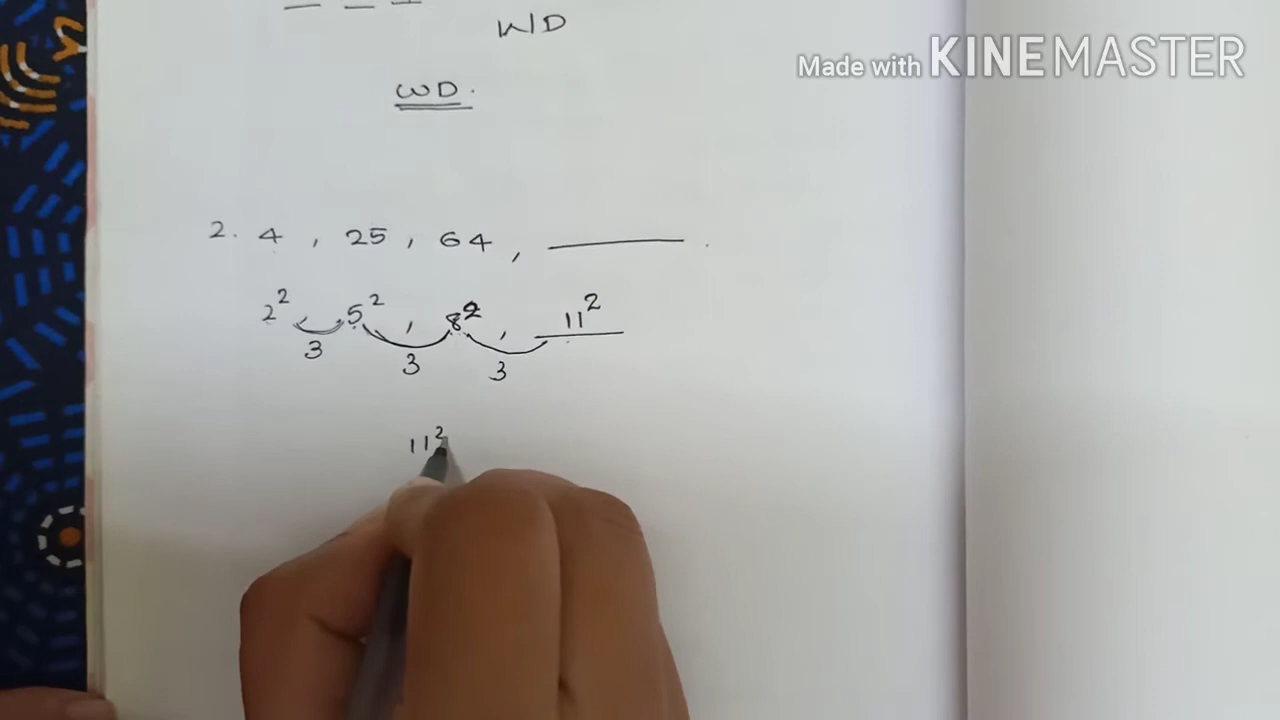 WD
Made with KINEMASTER
WD.
2. 4 , 25 , 64 , ______ .
2² , 5² , 8² , 11²
3 3 3
11²